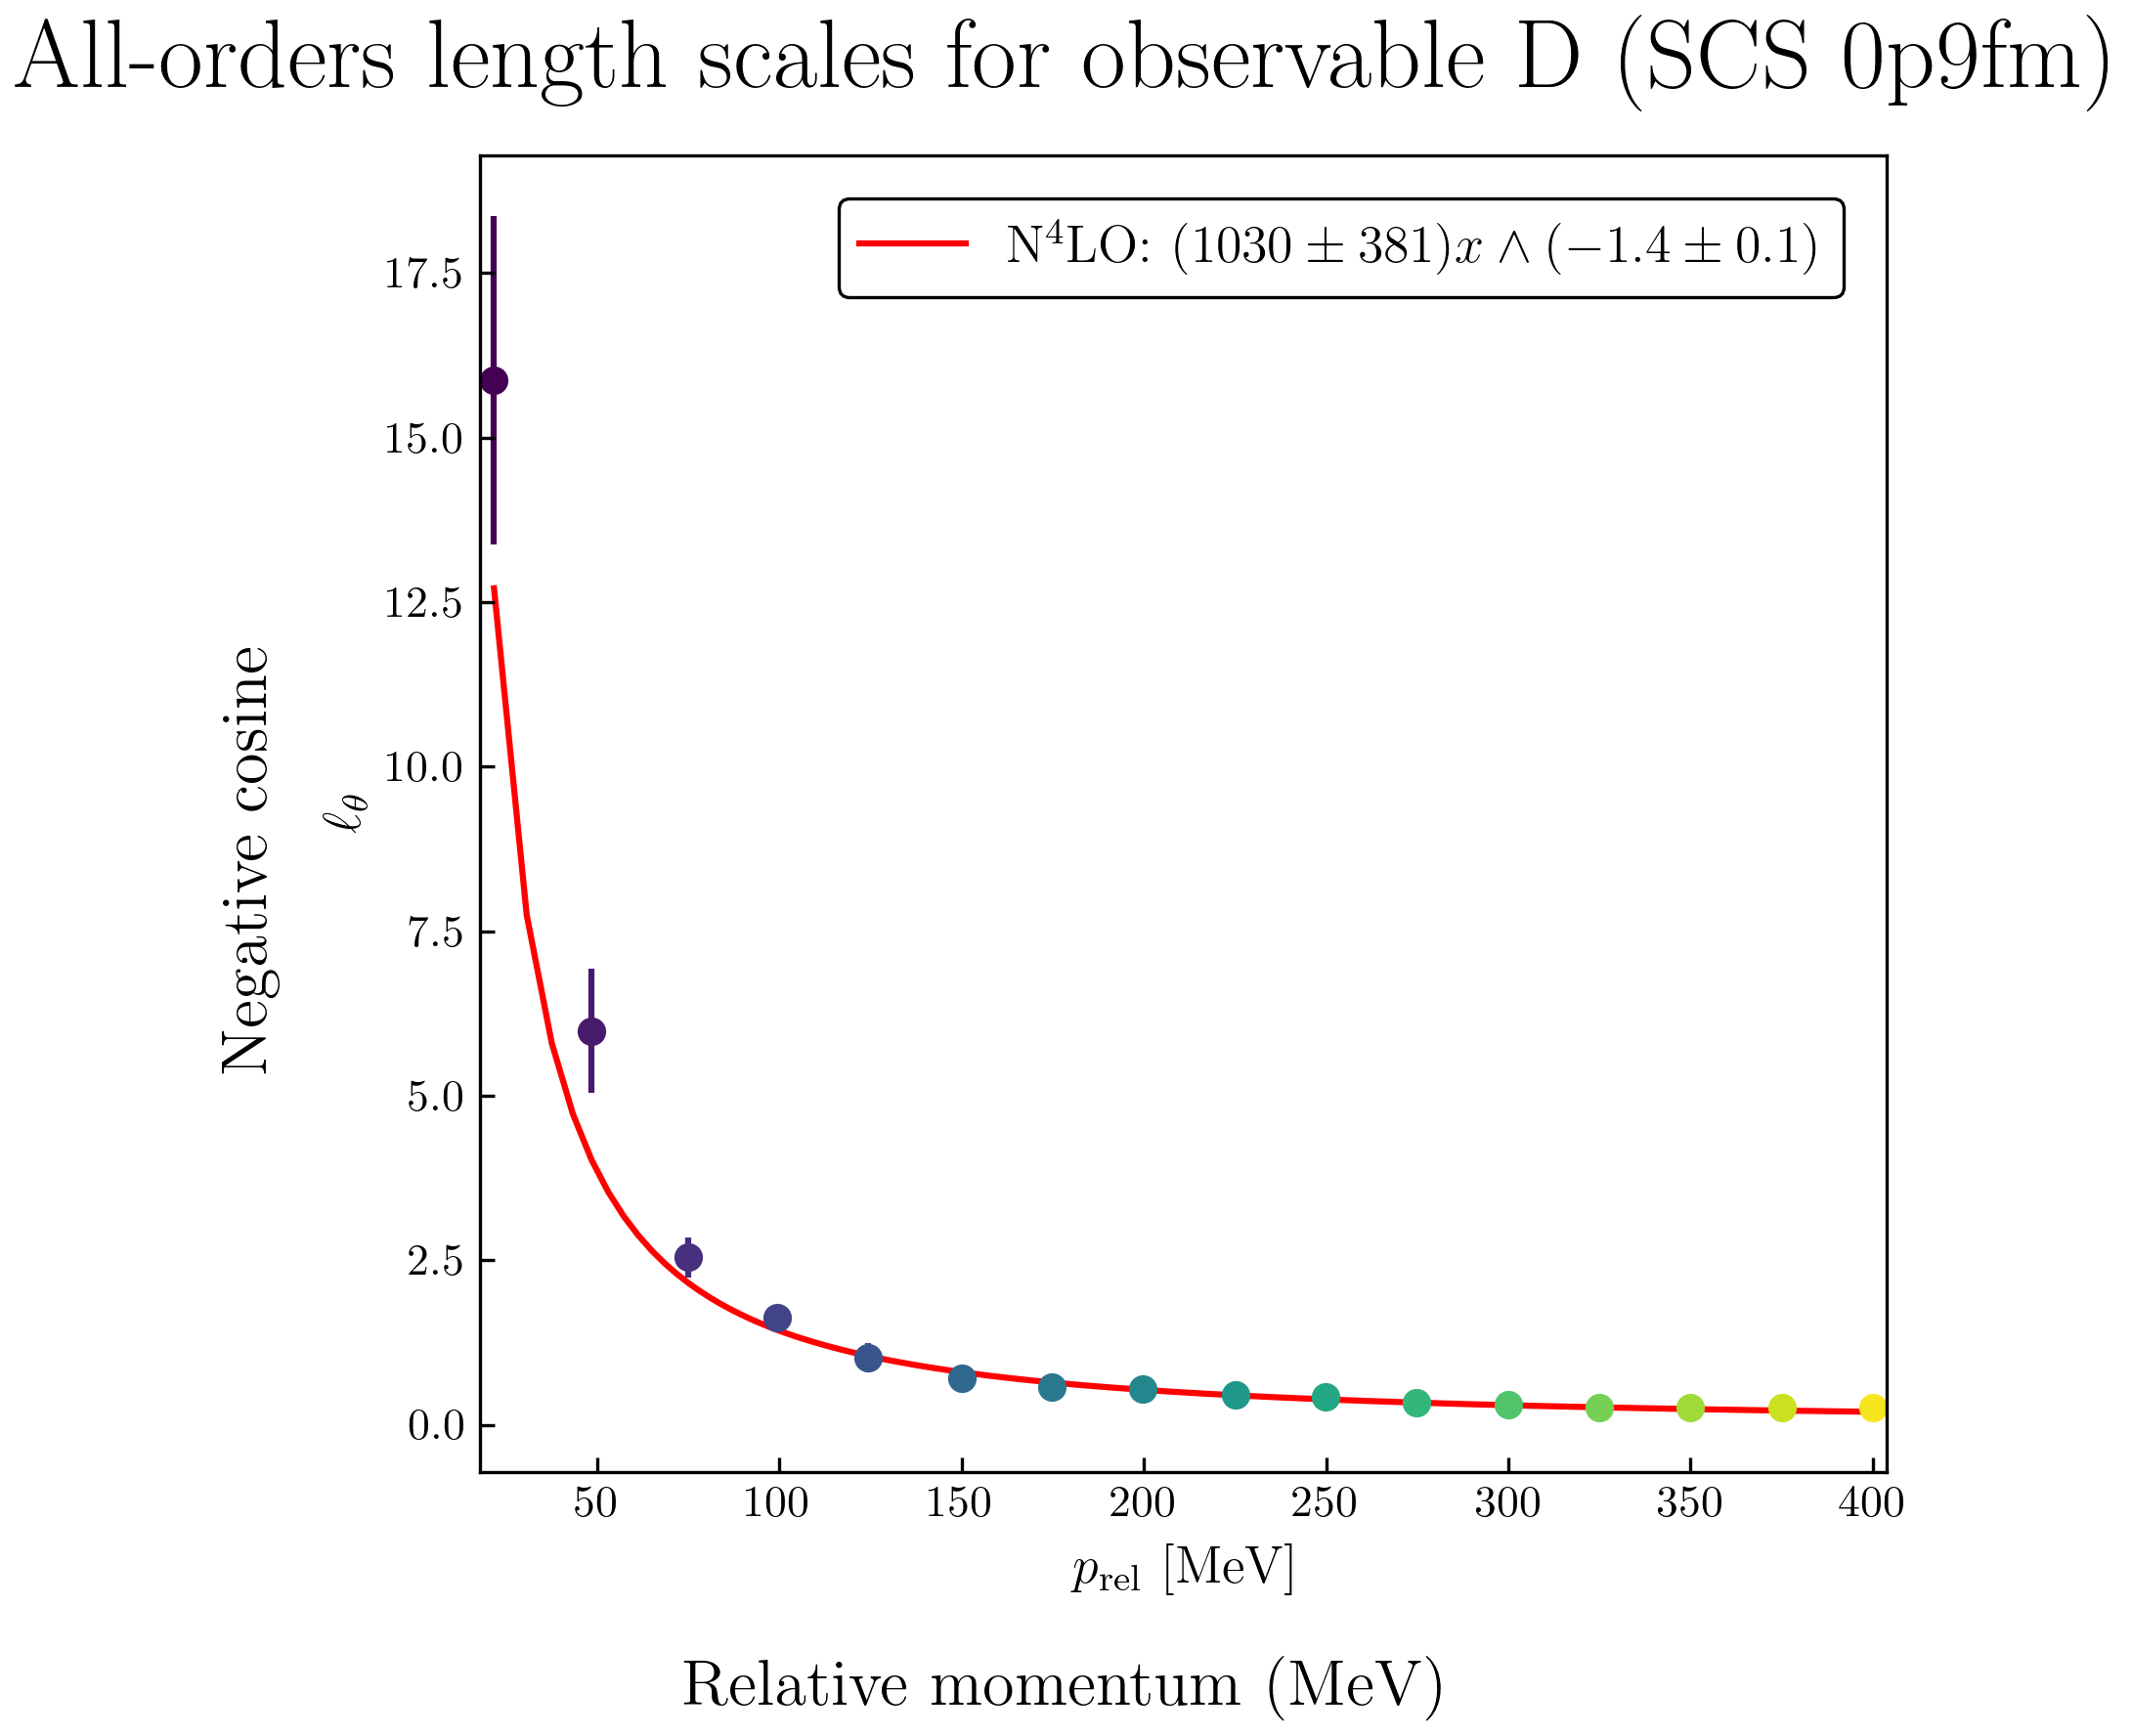 All-orders length scales for observable D (SCS 0p9fm)
N⁴LO: (1030 ± 381)x ∧ (−1.4 ± 0.1)
17.5
15.0
12.5
10.0
7.5
5.0
2.5
0.0
Negative cosine
ℓ_θ
50 100 150 200 250 300 350 400
p_rel [MeV]
Relative momentum (MeV)